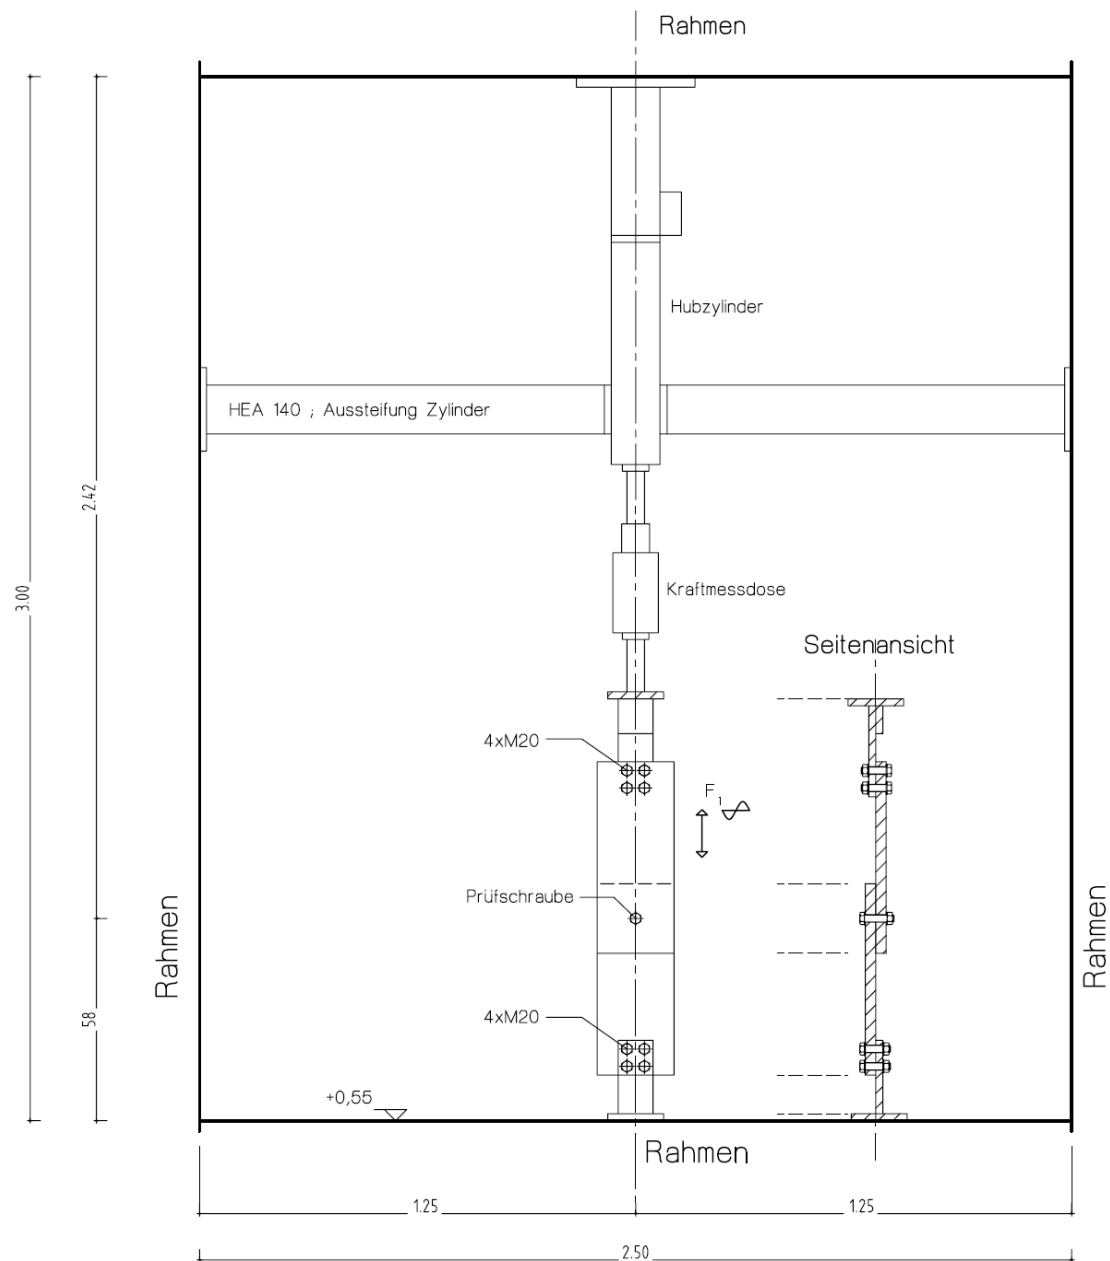 Rahmen
Hubzylinder
HEA 140 ; Aussteifung Zylinder
2.42
3.00
Kraftmessdose
Seitenansicht
4xM20
F1
Prüfschraube
Rahmen
Rahmen
4xM20
58
+0,55
Rahmen
1.25
1.25
2.50